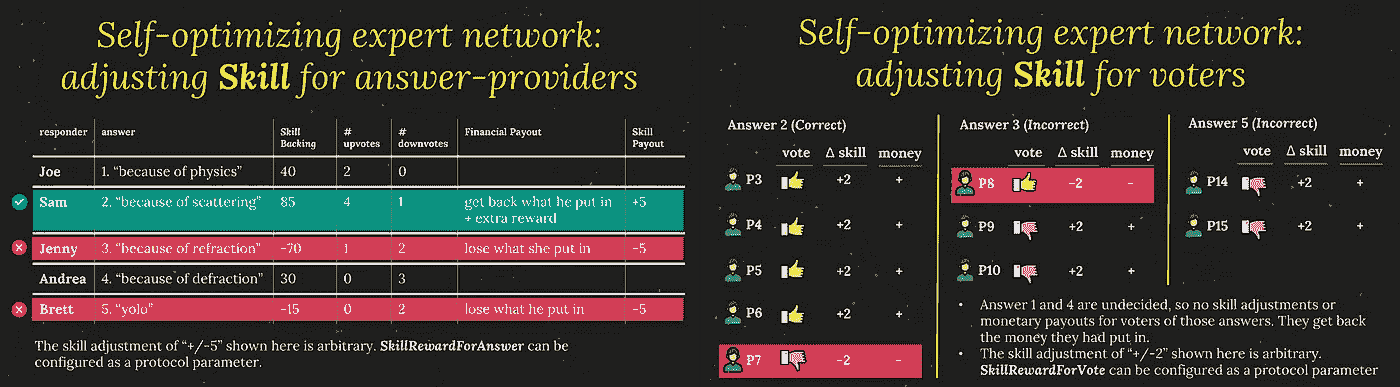 Self-optimizing expert network:
adjusting Skill for answer-providers
responder answer Skill Backing # upvotes # downvotes Financial Payout Skill Payout
Joe 1. “because of physics” 40 2 0
Sam 2. “because of scattering” 85 4 1 get back what he put in + extra reward +5
Jenny 3. “because of refraction” -70 1 2 lose what she put in -5
Andrea 4. “because of defraction” 30 0 3
Brett 5. “yolo” -15 0 2 lose what he put in -5
The skill adjustment of “+/-5” shown here is arbitrary. SkillRewardForAnswer can be
configured as a protocol parameter.
Self-optimizing expert network:
adjusting Skill for voters
Answer 2 (Correct)
vote Δ skill money
P3 +2 +
P4 +2 +
P5 +2 +
P6 +2 +
P7 -2 -
Answer 3 (Incorrect)
vote Δ skill money
P8 -2 -
P9 +2 +
P10 +2 +
Answer 5 (Incorrect)
vote Δ skill money
P14 +2 +
P15 +2 +
• Answer 1 and 4 are undecided, so no skill adjustments or
monetary payouts for voters of those answers. They get back
the money they had put in.
• The skill adjustment of “+/-2” shown here is arbitrary.
SkillRewardForVote can be configured as a protocol parameter